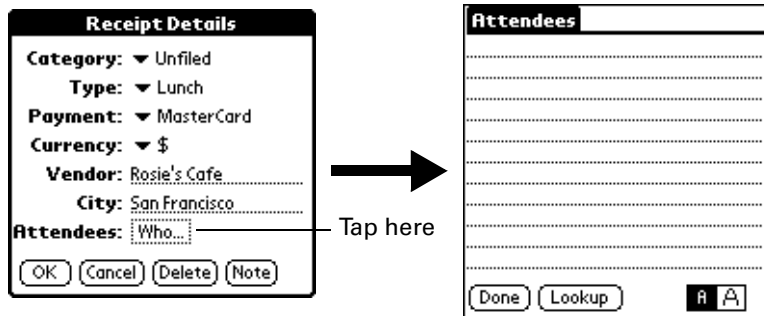 Receipt Details
Category: Unfiled
Type: Lunch
Payment: MasterCard
Currency: $
Vendor: Rosie's Cafe
City: San Francisco
Attendees: Who...
OK Cancel Delete Note
Tap here
Attendees
Done Lookup A A